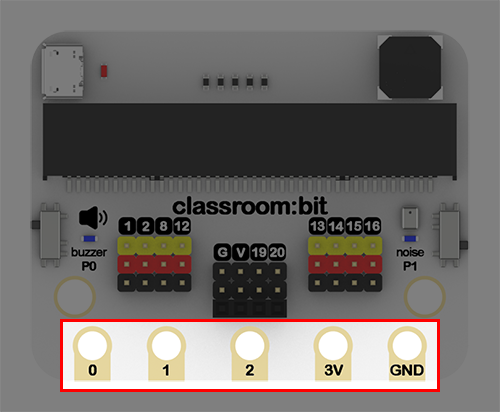 classroom:bit
1 2 8 12
13 14 15 16
G V 19 20
buzzer
P0
noise
P1
0 1 2 3V GND